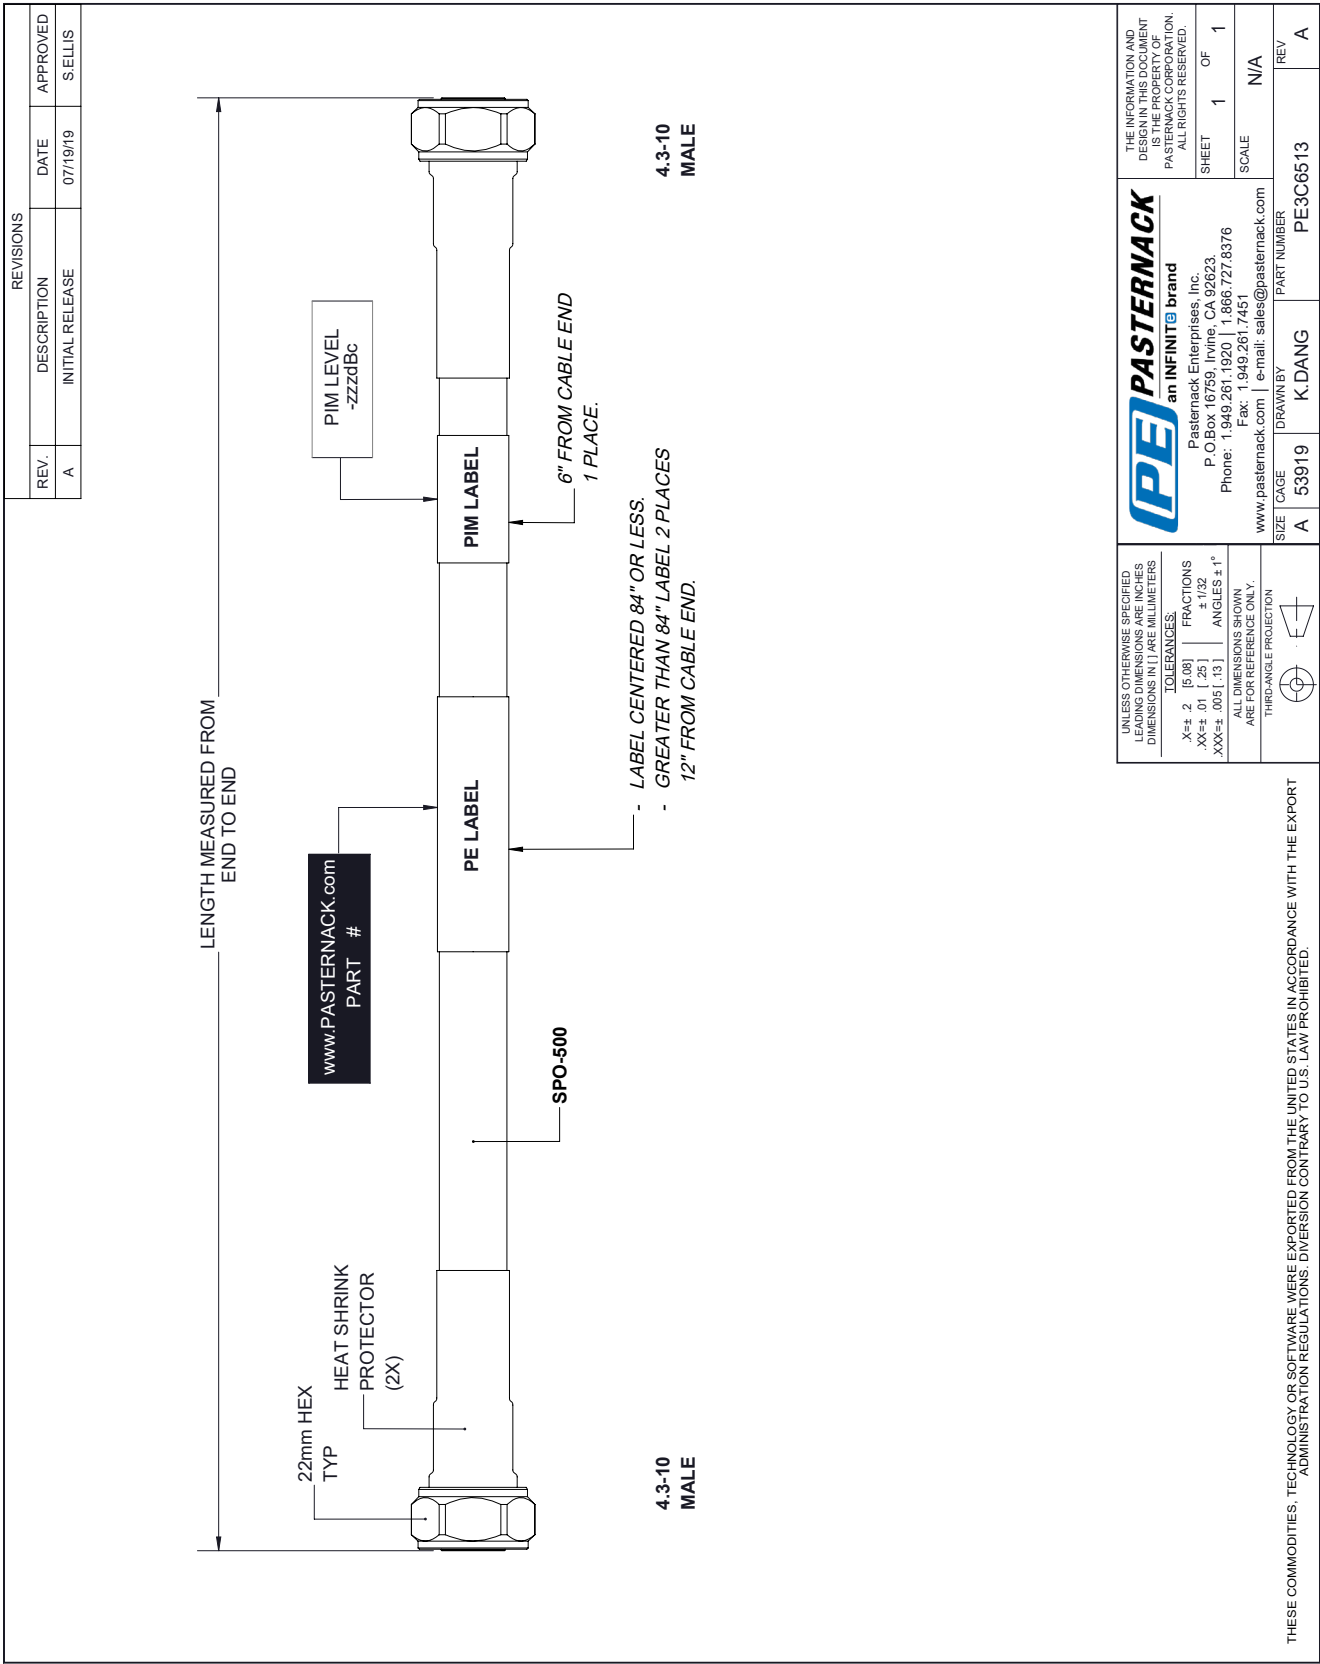 REVISIONS
REV.
DESCRIPTION
DATE
APPROVED
A
INITIAL RELEASE
07/19/19
S.ELLIS
LENGTH MEASURED FROM
END TO END
22mm HEX
TYP
HEAT SHRINK
PROTECTOR
(2X)
www.PASTERNACK.com
PART #
PIM LEVEL
-zzzdBc
PE LABEL
PIM LABEL
SPO-500
6" FROM CABLE END
1 PLACE.
- LABEL CENTERED 84" OR LESS.
- GREATER THAN 84" LABEL 2 PLACES
12" FROM CABLE END.
4.3-10
MALE
4.3-10
MALE
THESE COMMODITIES, TECHNOLOGY OR SOFTWARE WERE EXPORTED FROM THE UNITED STATES IN ACCORDANCE WITH THE EXPORT
ADMINISTRATION REGULATIONS. DIVERSION CONTRARY TO U.S. LAW PROHIBITED.
UNLESS OTHERWISE SPECIFIED
LEADING DIMENSIONS ARE INCHES
DIMENSIONS IN [ ] ARE MILLIMETERS
TOLERANCES:
.X=± .2 [5.08]
.XX=± .01 [ .25 ]
.XXX=± .005 [ .13 ]
FRACTIONS
± 1/32
ANGLES ± 1°
ALL DIMENSIONS SHOWN
ARE FOR REFERENCE ONLY.
THIRD-ANGLE PROJECTION
PE PASTERNACK
an INFINITe brand
Pasternack Enterprises, Inc.
P.O.Box 16759, Irvine, CA 92623.
Phone: 1.949.261.1920 | 1.866.727.8376
Fax: 1.949.261.7451
www.pasternack.com | e-mail: sales@pasternack.com
THE INFORMATION AND
DESIGN IN THIS DOCUMENT
IS THE PROPERTY OF
PASTERNACK CORPORATION.
ALL RIGHTS RESERVED.
SHEET 1 OF 1
SCALE
N/A
SIZE
A
CAGE
53919
DRAWN BY
K.DANG
PART NUMBER
PE3C6513
REV
A